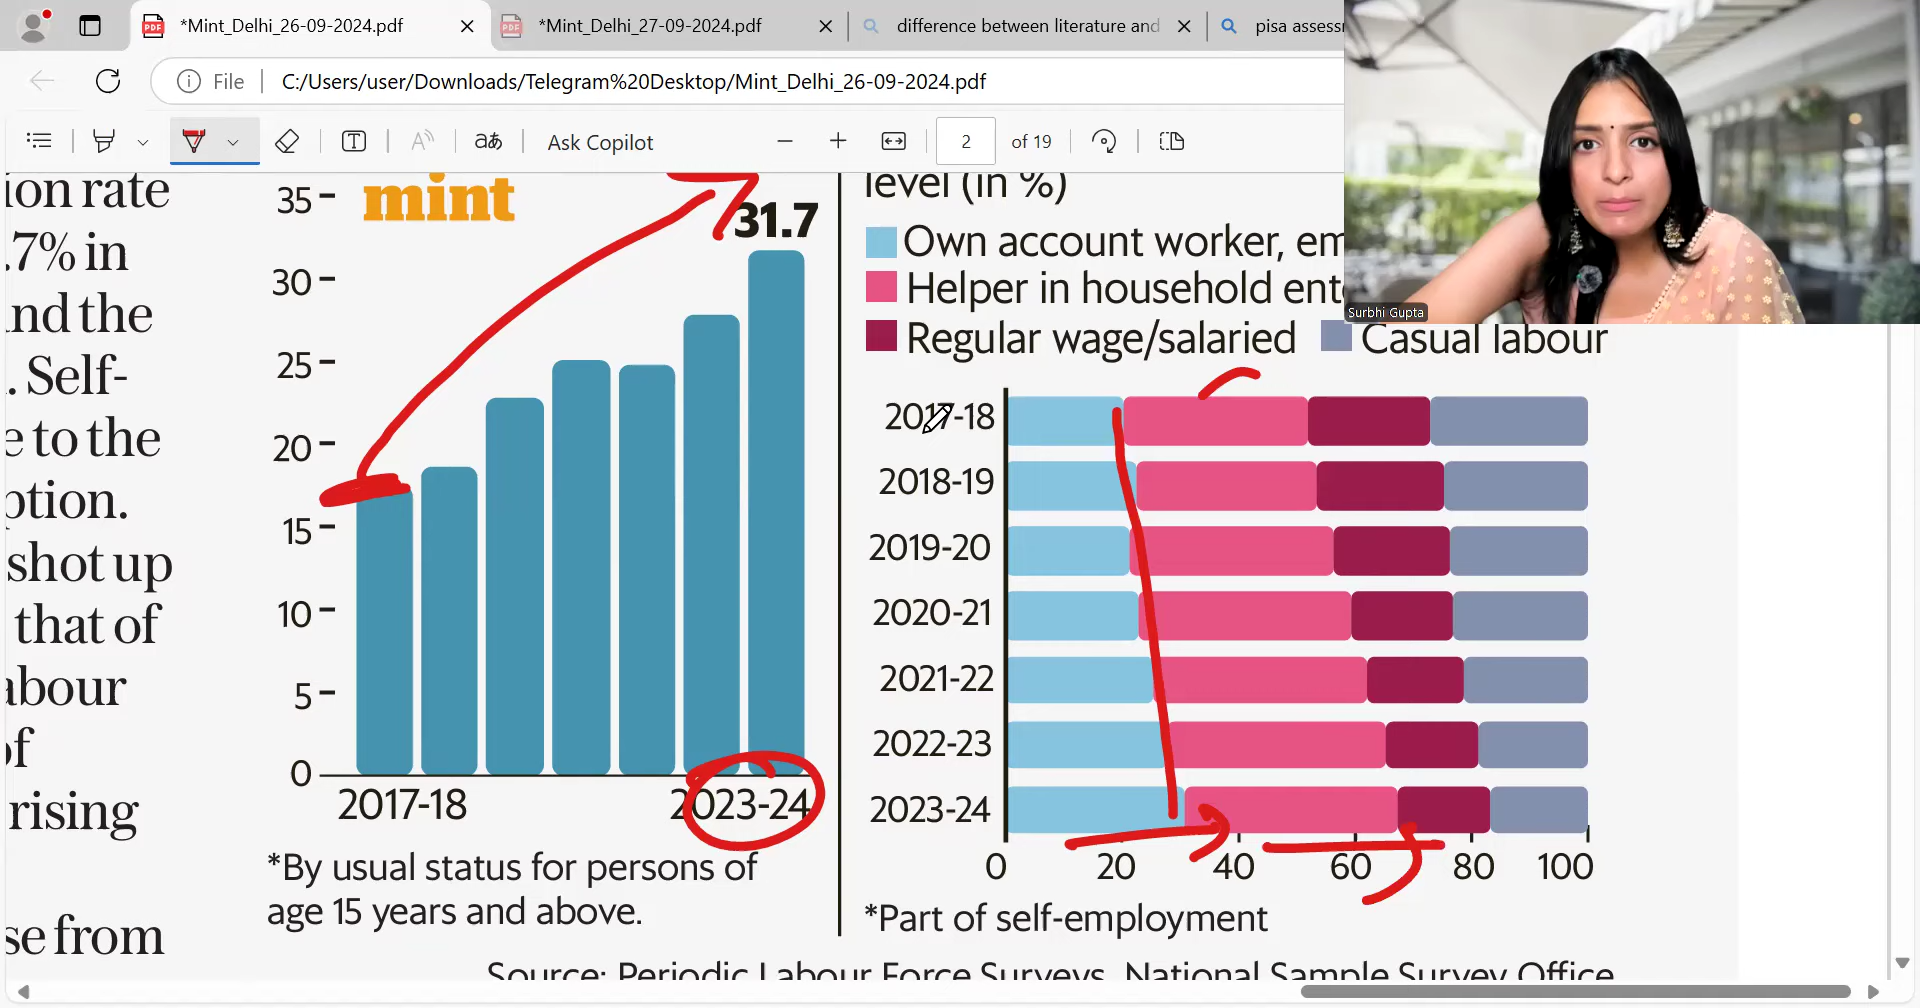 *Mint_Delhi_26-09-2024.pdf
*Mint_Delhi_27-09-2024.pdf
difference between literature and
pisa assessm
File
C:/Users/user/Downloads/Telegram%20Desktop/Mint_Delhi_26-09-2024.pdf
Ask Copilot
2 of 19
ion rate
.7% in
and the
. Self-
e to the
ption.
shot up
that of
abour
of
rising
se from
mint
35
30
25
20
15
10
5
0
31.7
2017-18
2023-24
*By usual status for persons of
age 15 years and above.
level (in %)
Own account worker, em
Helper in household ent
Regular wage/salaried
Casual labour
2017-18
2018-19
2019-20
2020-21
2021-22
2022-23
2023-24
0 20 40 60 80 100
*Part of self-employment
Source: Periodic Labour Force Surveys, National Sample Survey Office
Surbhi Gupta